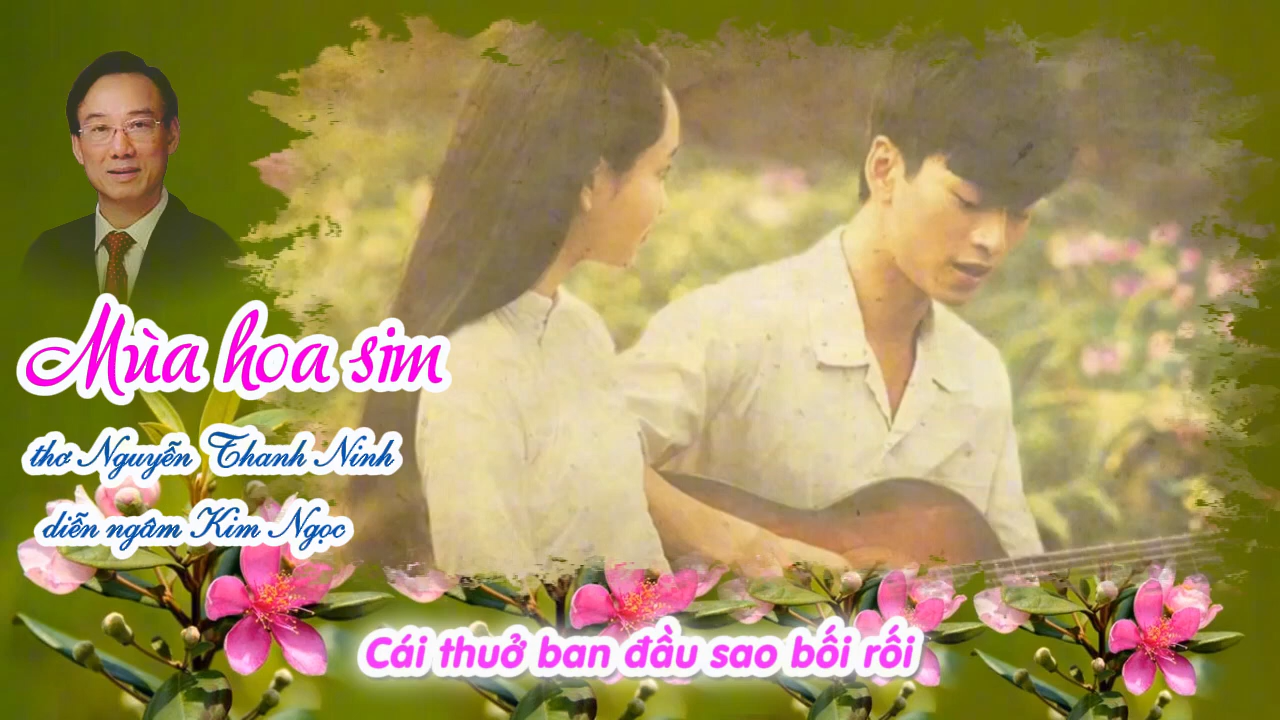 Mùa hoa sim
thơ Nguyễn Thanh Ninh
diễn ngâm Kim Ngọc
Cái thuở ban đầu sao bối rối